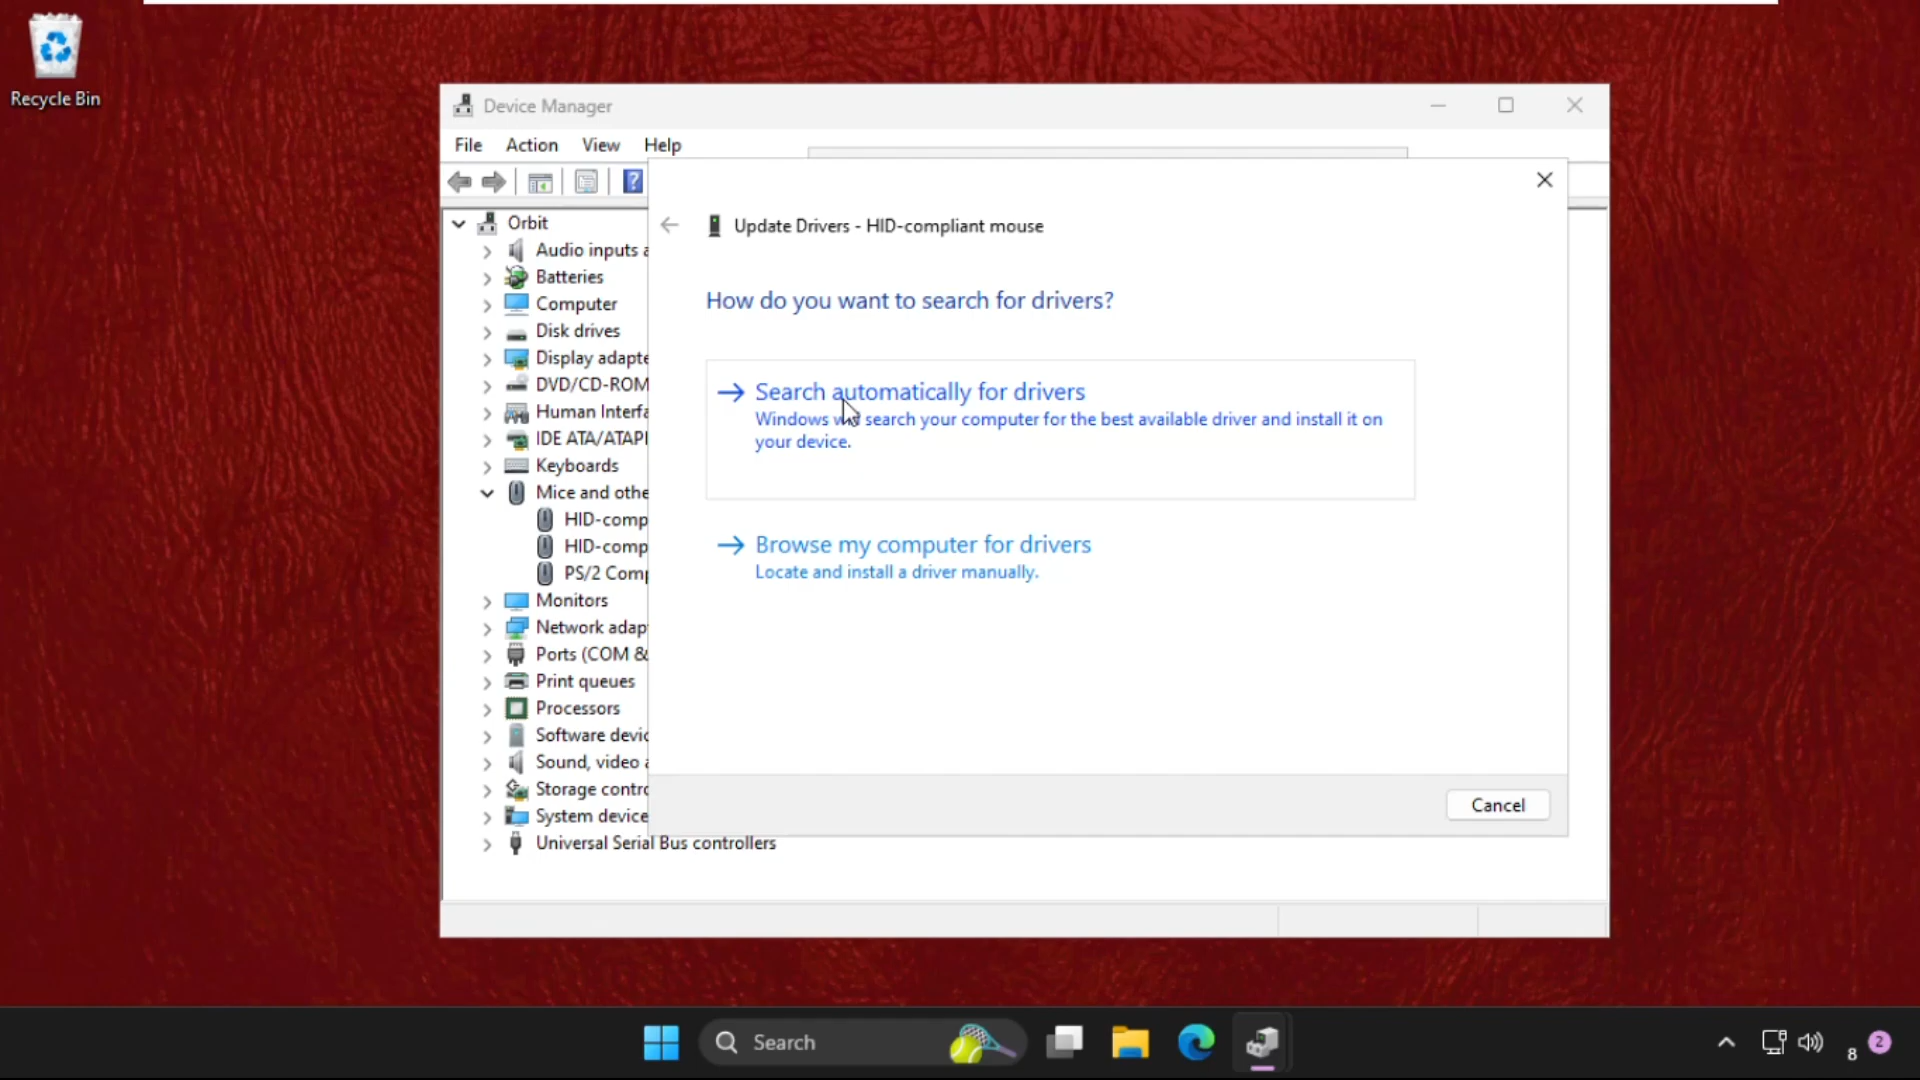 Recycle Bin
Device Manager
File Action View Help
Orbit
Audio inputs a
Batteries
Computer
Disk drives
Display adapte
DVD/CD-ROM
Human Interfa
IDE ATA/ATAPI
Keyboards
Mice and othe
HID-comp
HID-comp
PS/2 Comp
Monitors
Network adap
Ports (COM &
Print queues
Processors
Software devic
Sound, video a
Storage contro
System device
Universal Serial Bus controllers
Update Drivers - HID-compliant mouse
How do you want to search for drivers?
Search automatically for drivers
Windows will search your computer for the best available driver and install it on
your device.
Browse my computer for drivers
Locate and install a driver manually.
Cancel
Search
8
2